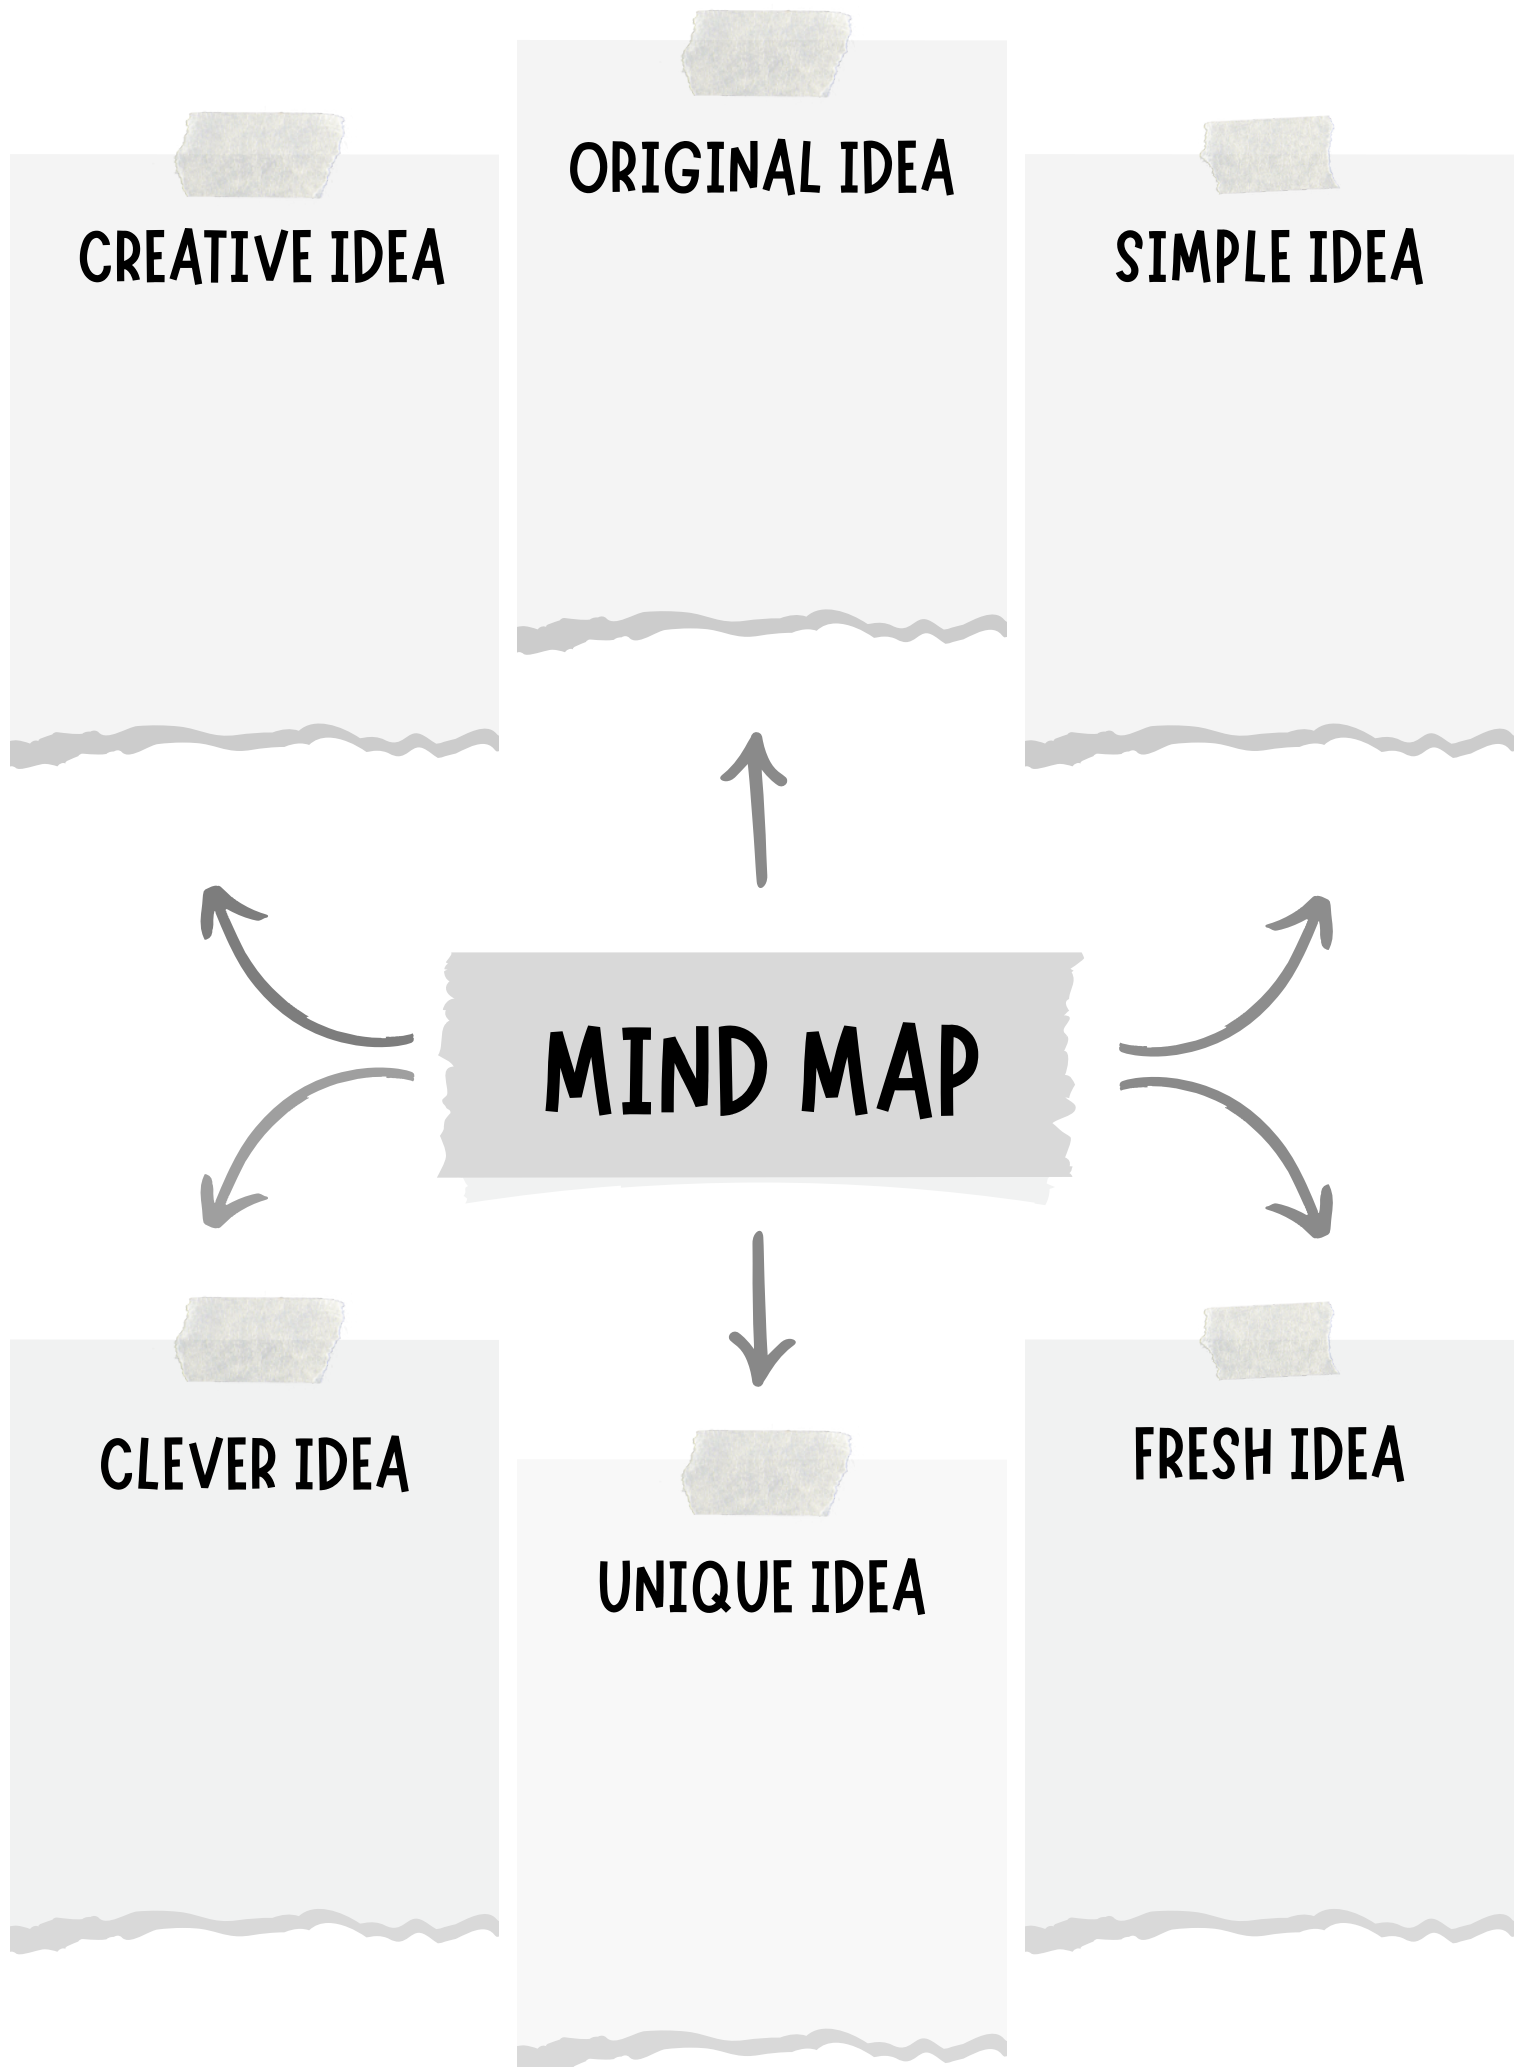 ORIGINAL IDEA
CREATIVE IDEA
SIMPLE IDEA
MIND MAP
CLEVER IDEA
FRESH IDEA
UNIQUE IDEA